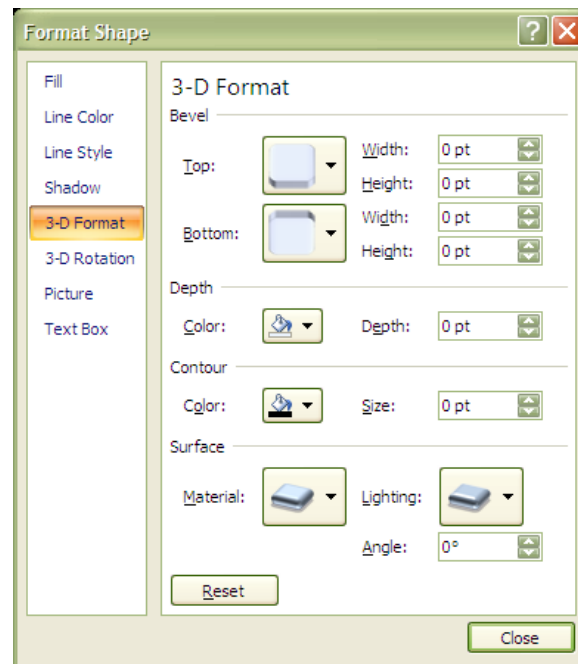 Format Shape
Fill
Line Color
Line Style
Shadow
3-D Format
3-D Rotation
Picture
Text Box
3-D Format
Bevel
Top:
Width: 0 pt
Height: 0 pt
Bottom:
Width: 0 pt
Height: 0 pt
Depth
Color:
Depth: 0 pt
Contour
Color:
Size: 0 pt
Surface
Material:
Lighting:
Angle: 0°
Reset
Close